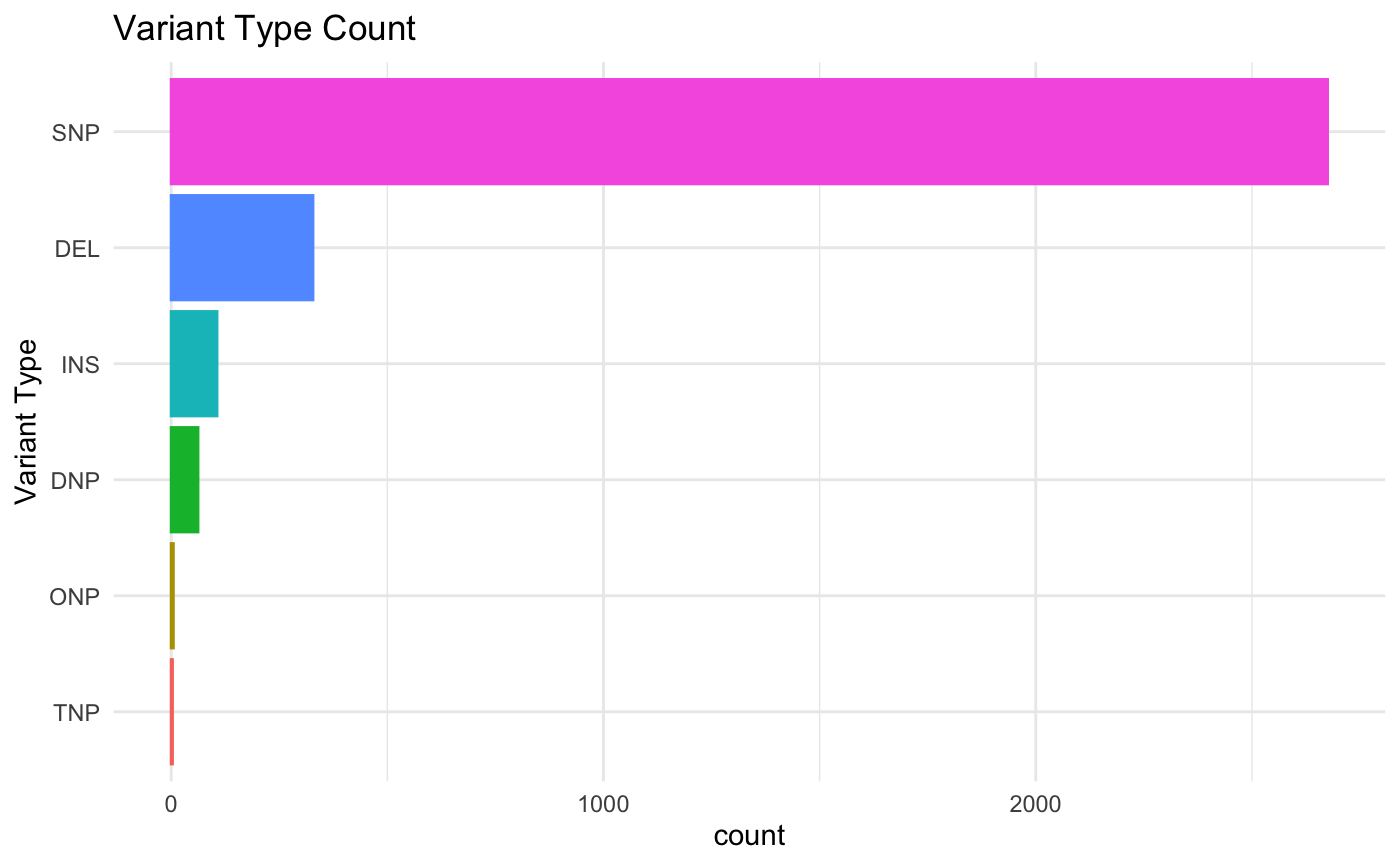 Variant Type Count
SNP
DEL
INS
DNP
ONP
TNP
Variant Type
0 1000 2000
count